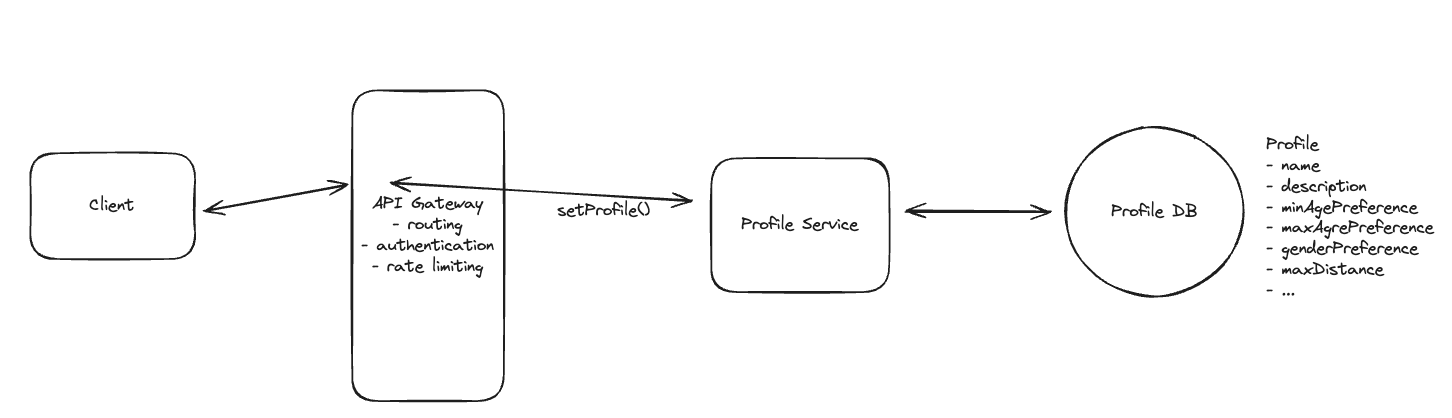 Client
API Gateway
- routing
- authentication
- rate limiting
setProfile()
Profile Service
Profile DB
Profile
- name
- description
- minAgePreference
- maxAgrePreference
- genderPreference
- maxDistance
- ...